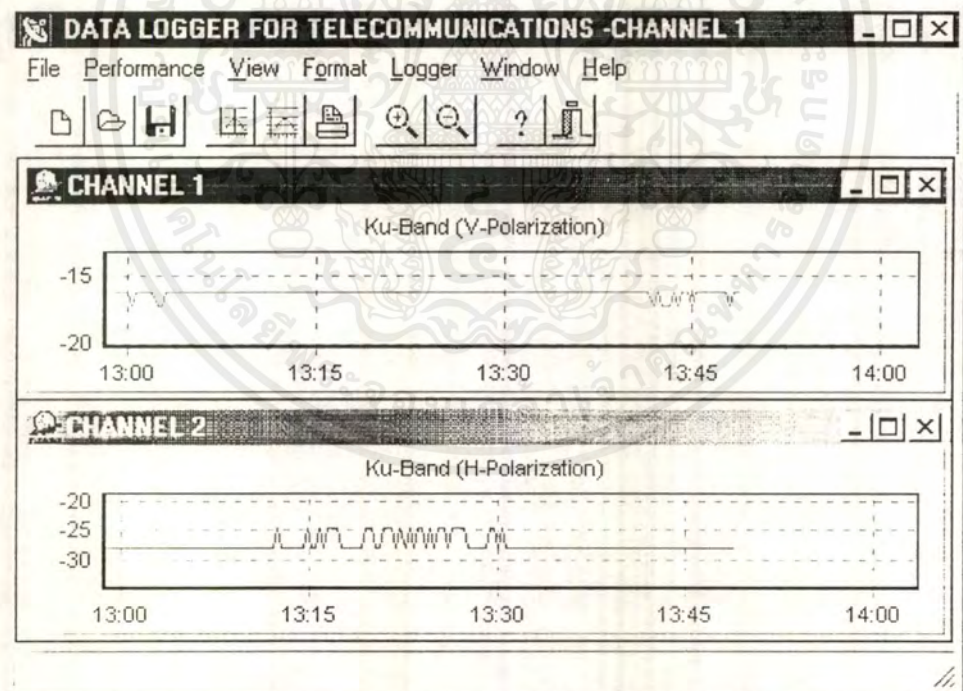 DATA LOGGER FOR TELECOMMUNICATIONS -CHANNEL 1
File Performance View Format Logger Window Help
CHANNEL 1
Ku-Band (V-Polarization)
-15
-20
13:00 13:15 13:30 13:45 14:00
CHANNEL 2
Ku-Band (H-Polarization)
-20
-25
-30
13:00 13:15 13:30 13:45 14:00